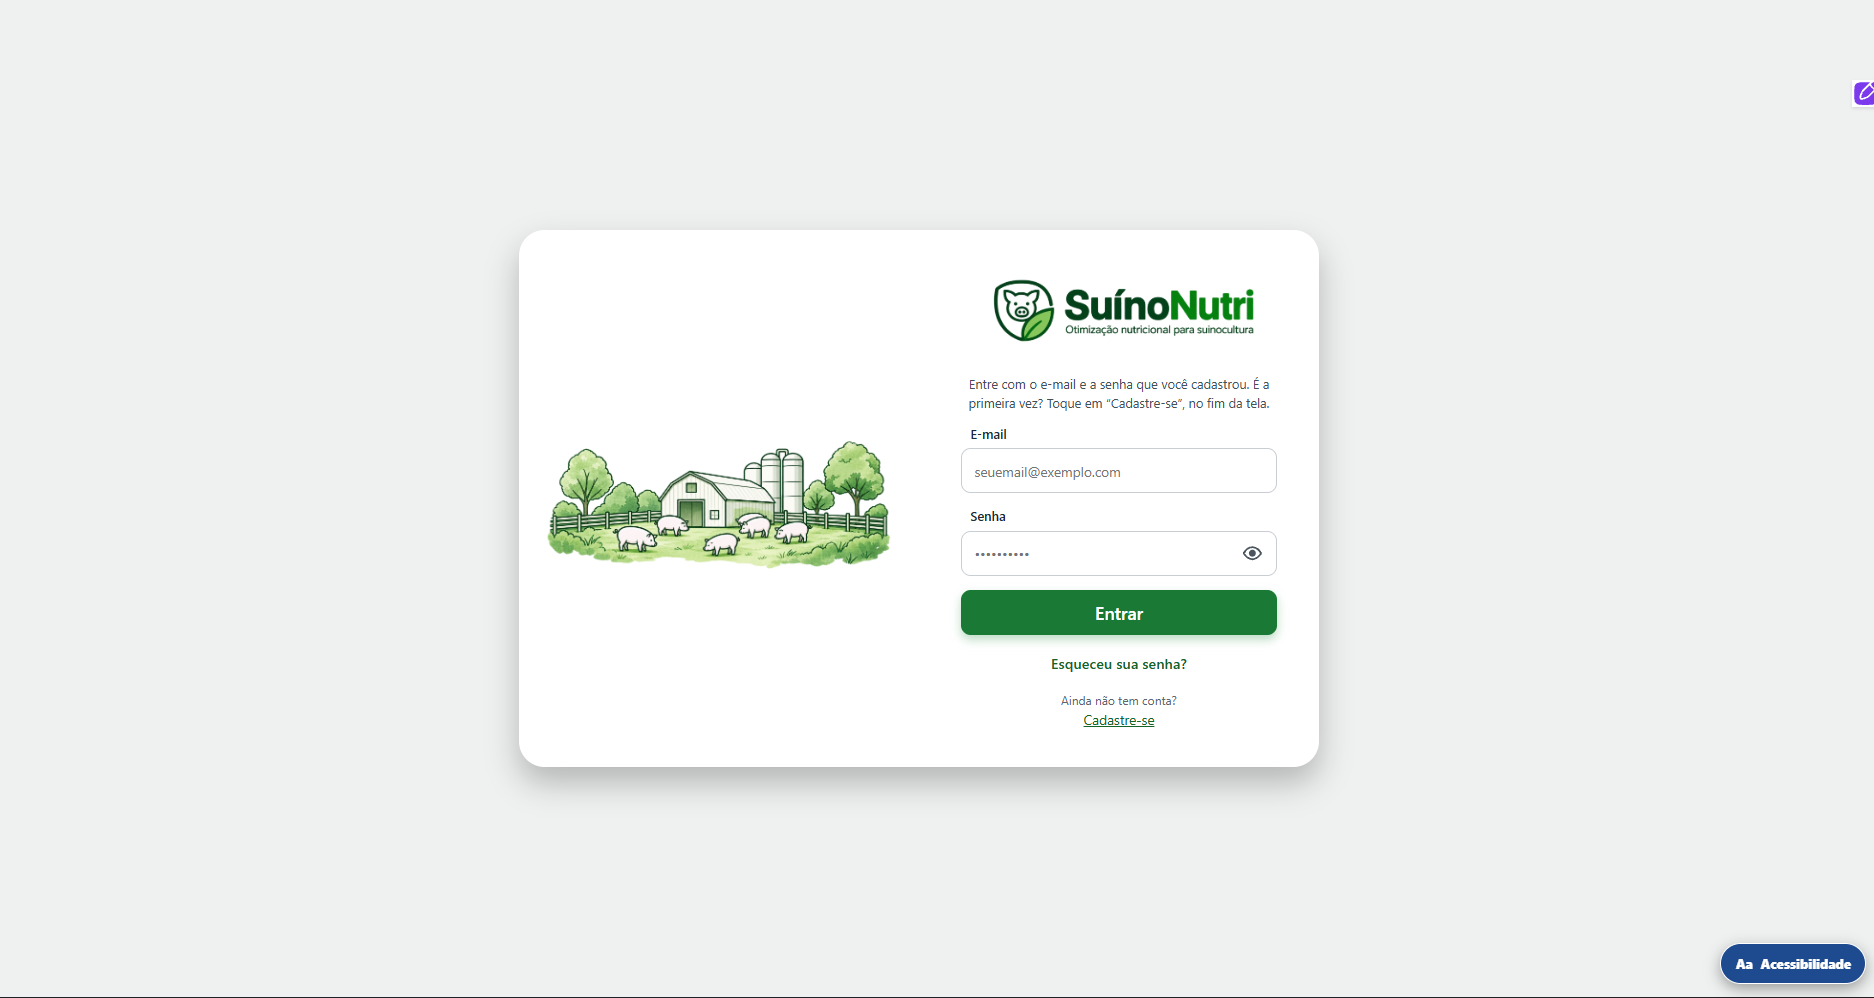 SuínoNutri
Otimização nutricional para suinocultura
Entre com o e-mail e a senha que você cadastrou. É a
primeira vez? Toque em “Cadastre-se”, no fim da tela.
E-mail
seuemail@exemplo.com
Senha
••••••••••
Entrar
Esqueceu sua senha?
Ainda não tem conta?
Cadastre-se
Aa Acessibilidade